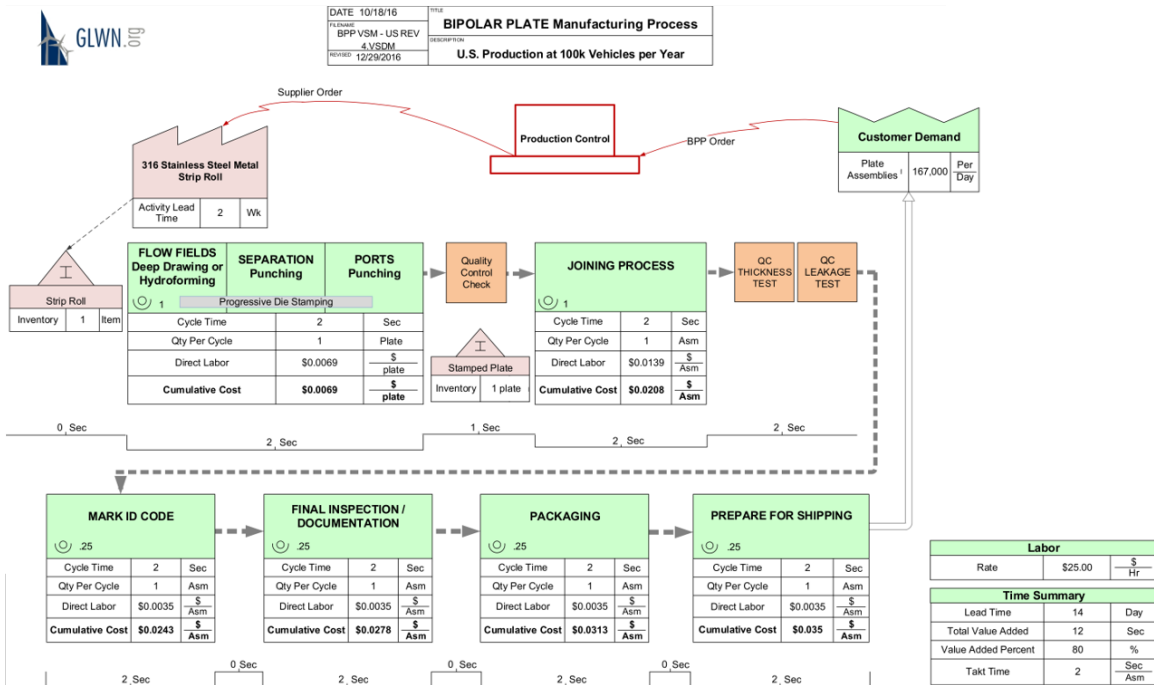 GLWN.org
DATE 10/18/16
TITLE
BIPOLAR PLATE Manufacturing Process
FILENAME
BPP VSM - US REV
4.VSDM
DESCRIPTION
U.S. Production at 100k Vehicles per Year
REVISED 12/29/2016
Supplier Order
Production Control
BPP Order
Customer Demand
Plate
Assemblies I 167,000 Per
Day
316 Stainless Steel Metal
Strip Roll
Activity Lead
Time 2 Wk
I
Strip Roll
Inventory 1 Item
FLOW FIELDS
Deep Drawing or
Hydroforming
SEPARATION
Punching
PORTS
Punching
1
Progressive Die Stamping
Cycle Time 2 Sec
Qty Per Cycle 1 Plate
Direct Labor $0.0069 $
plate
Cumulative Cost $0.0069 $
plate
Quality
Control
Check
I
Stamped Plate
Inventory 1 plate
JOINING PROCESS
1
Cycle Time 2 Sec
Qty Per Cycle 1 Asm
Direct Labor $0.0139 $
Asm
Cumulative Cost $0.0208 $
Asm
QC
THICKNESS
TEST
QC
LEAKAGE
TEST
0 Sec
2 Sec
1 Sec
2 Sec
2 Sec
MARK ID CODE
.25
Cycle Time 2 Sec
Qty Per Cycle 1 Asm
Direct Labor $0.0035 $
Asm
Cumulative Cost $0.0243 $
Asm
FINAL INSPECTION /
DOCUMENTATION
.25
Cycle Time 2 Sec
Qty Per Cycle 1 Asm
Direct Labor $0.0035 $
Asm
Cumulative Cost $0.0278 $
Asm
PACKAGING
.25
Cycle Time 2 Sec
Qty Per Cycle 1 Asm
Direct Labor $0.0035 $
Asm
Cumulative Cost $0.0313 $
Asm
PREPARE FOR SHIPPING
.25
Cycle Time 2 Sec
Qty Per Cycle 1 Asm
Direct Labor $0.0035 $
Asm
Cumulative Cost $0.035 $
Asm
2 Sec
0 Sec
2 Sec
0 Sec
2 Sec
0 Sec
2 Sec
Labor
Rate $25.00 $
Hr
Time Summary
Lead Time 14 Day
Total Value Added 12 Sec
Value Added Percent 80 %
Takt Time 2 Sec
Asm